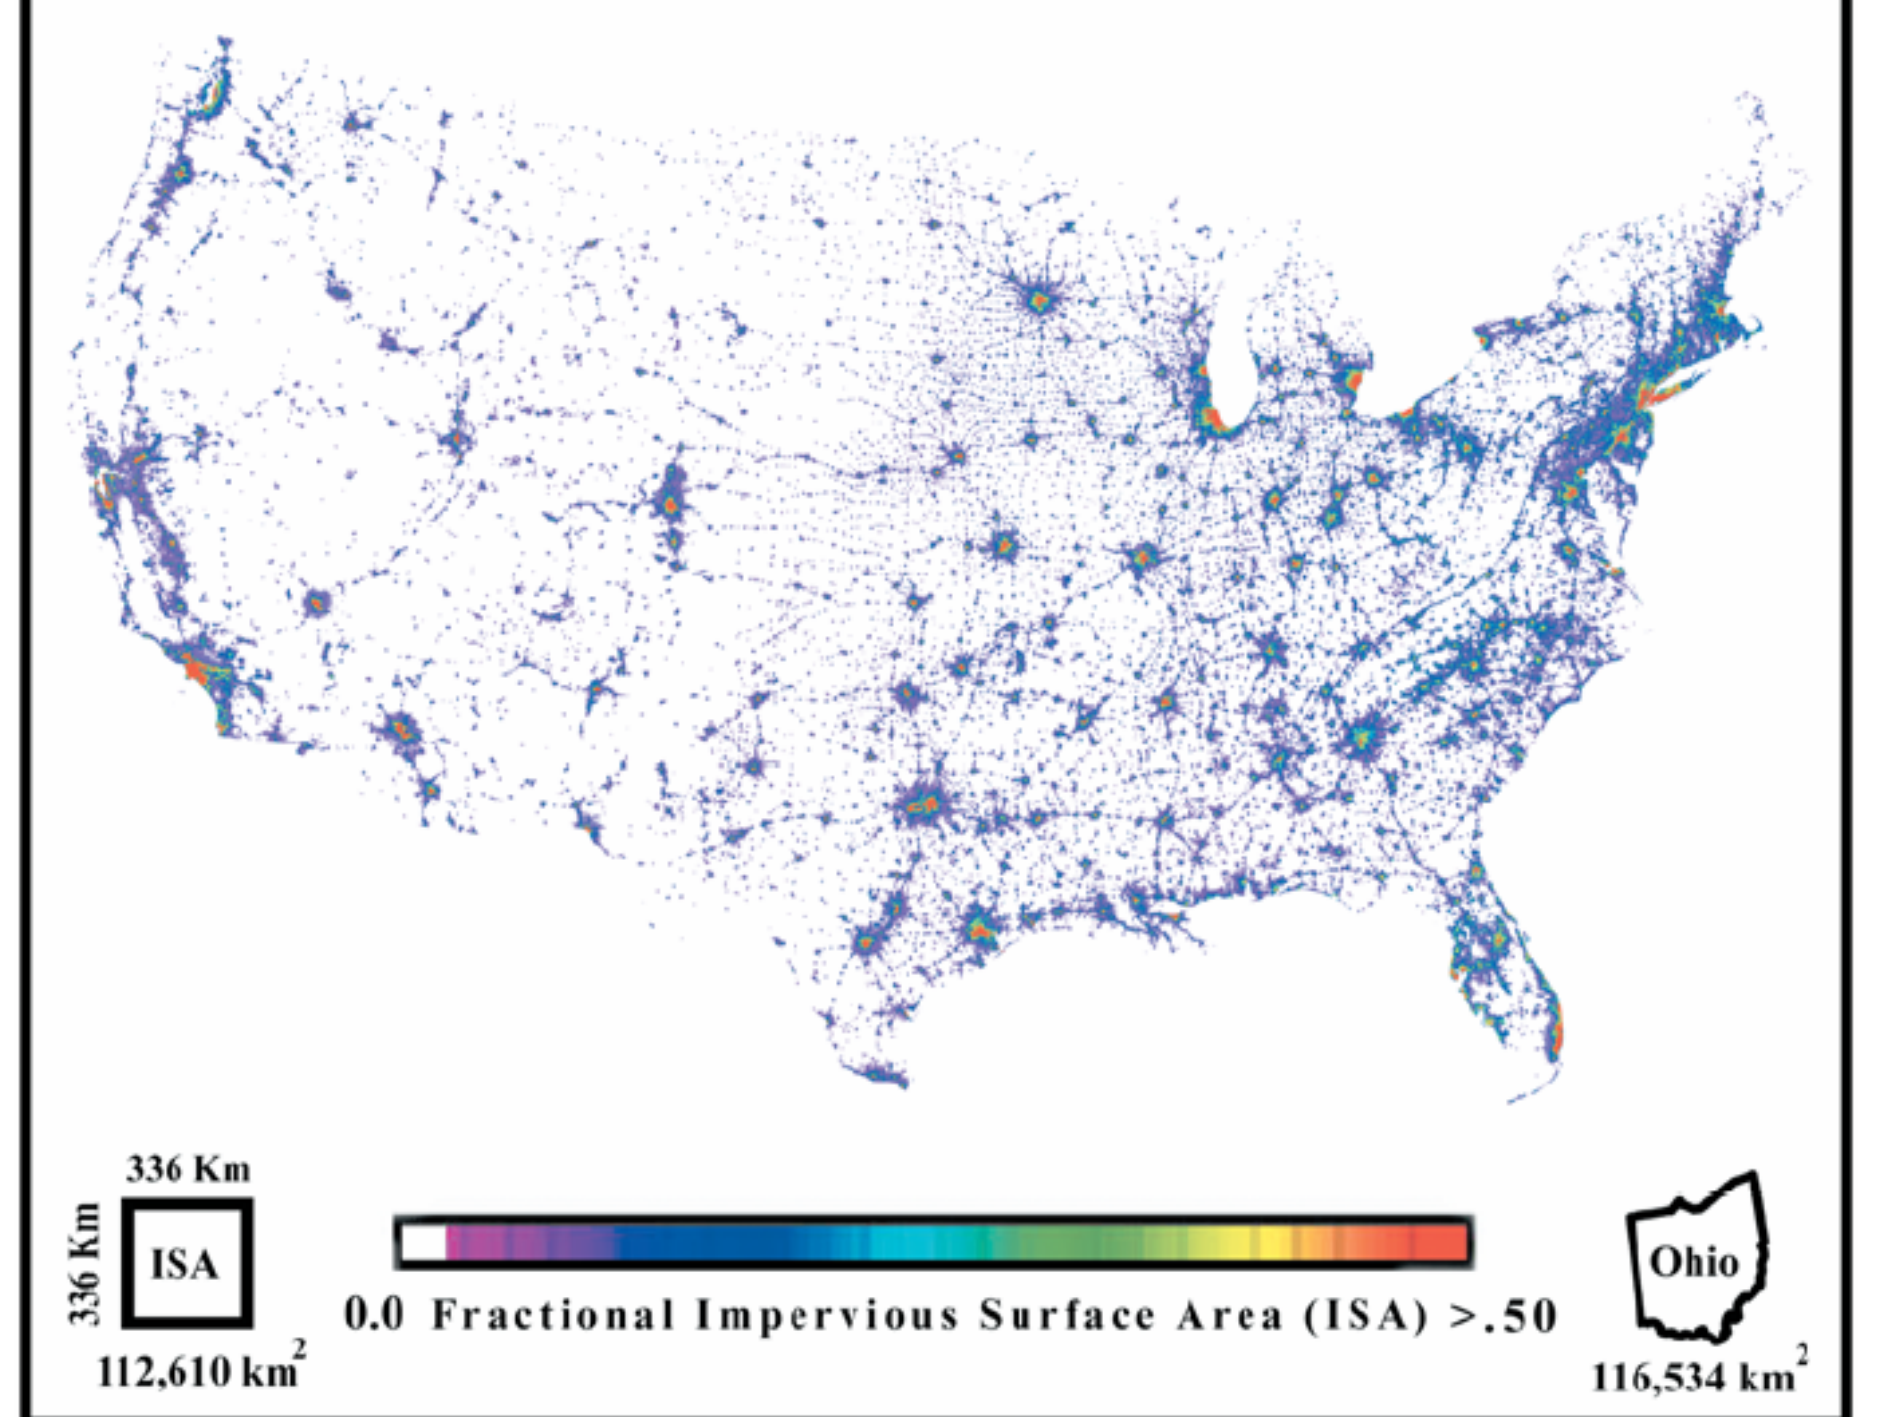 336 Km
336 Km
ISA
112,610 km²
0.0 Fractional Impervious Surface Area (ISA) >.50
Ohio
116,534 km²